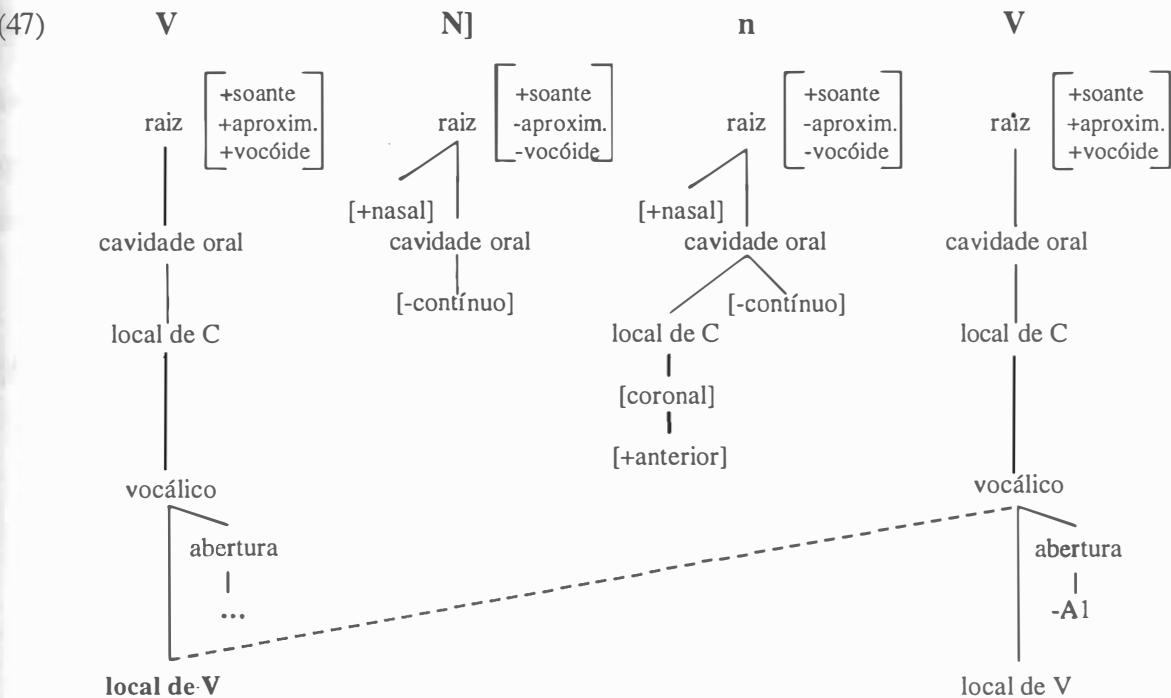 (47) V N] n V
+soante +soante +soante +soante
raiz +aproxim. raiz -aproxim. raiz -aproxim. raiz +aproxim.
+vocóide -vocóide -vocóide +vocóide
[+nasal] [+nasal]
cavidade oral cavidade oral cavidade oral cavidade oral
[-contínuo] [-contínuo]
local de C local de C local de C
[coronal]
[+anterior]
vocálico vocálico
abertura abertura
... -A1
local de V local de V